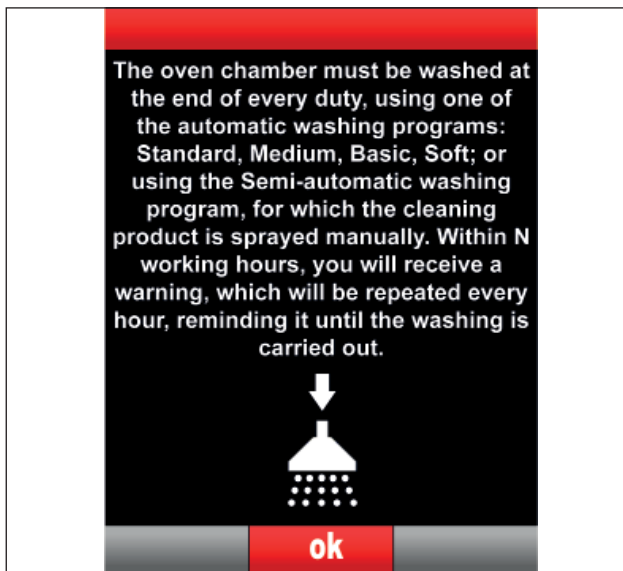 The oven chamber must be washed at
the end of every duty, using one of
the automatic washing programs:
Standard, Medium, Basic, Soft; or
using the Semi-automatic washing
program, for which the cleaning
product is sprayed manually. Within N
working hours, you will receive a
warning, which will be repeated every
hour, reminding it until the washing is
carried out.
ok